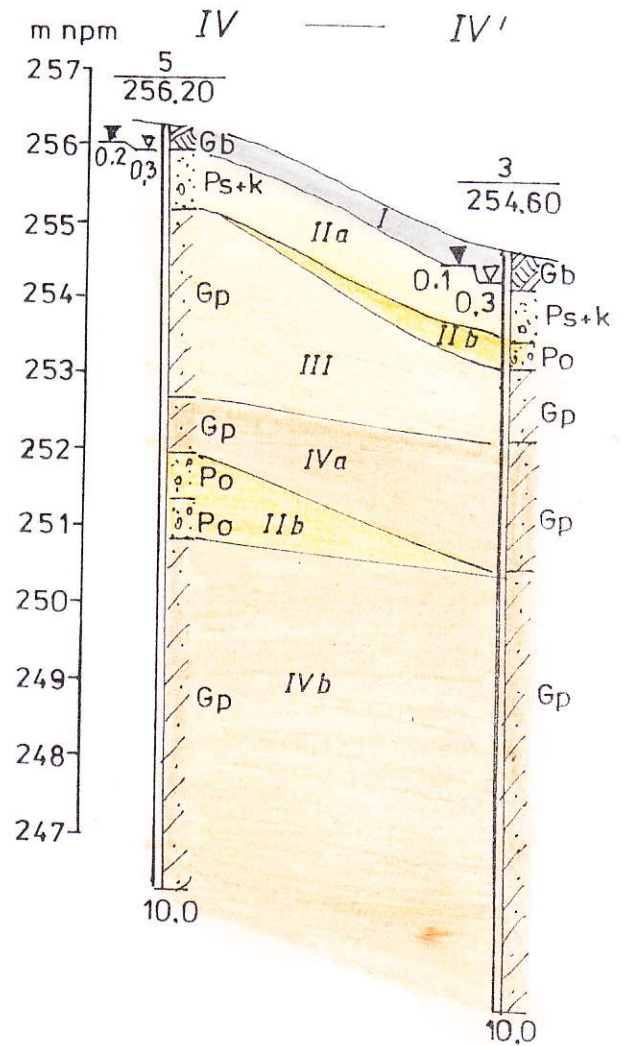 m npm IV — IV'
257
5
256.20
256
0.2 0,3
Gb
Ps+k
3
254.60
I
255
IIa
0.1
0.3
Gb
Ps+k
254
Gp
IIb
Po
253
III
Gp
252
Gp
IVa
Po
251
Po
IIb
Gp
250
249
IVb
Gp
Gp
248
247
10.0
10.0